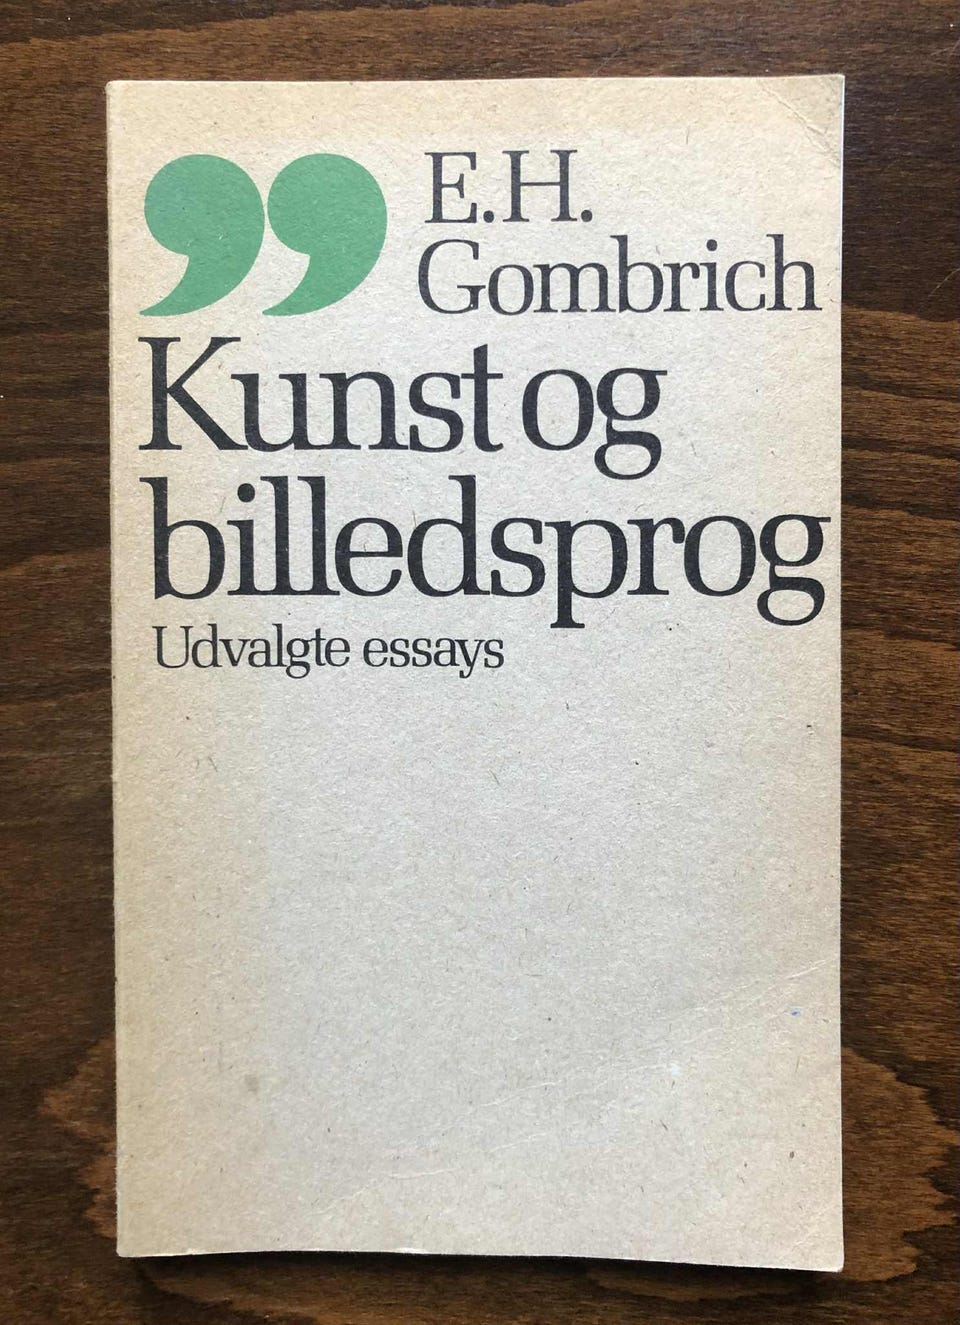 ”
E.H.
Gombrich
Kunst og
billedsprog
Udvalgte essays